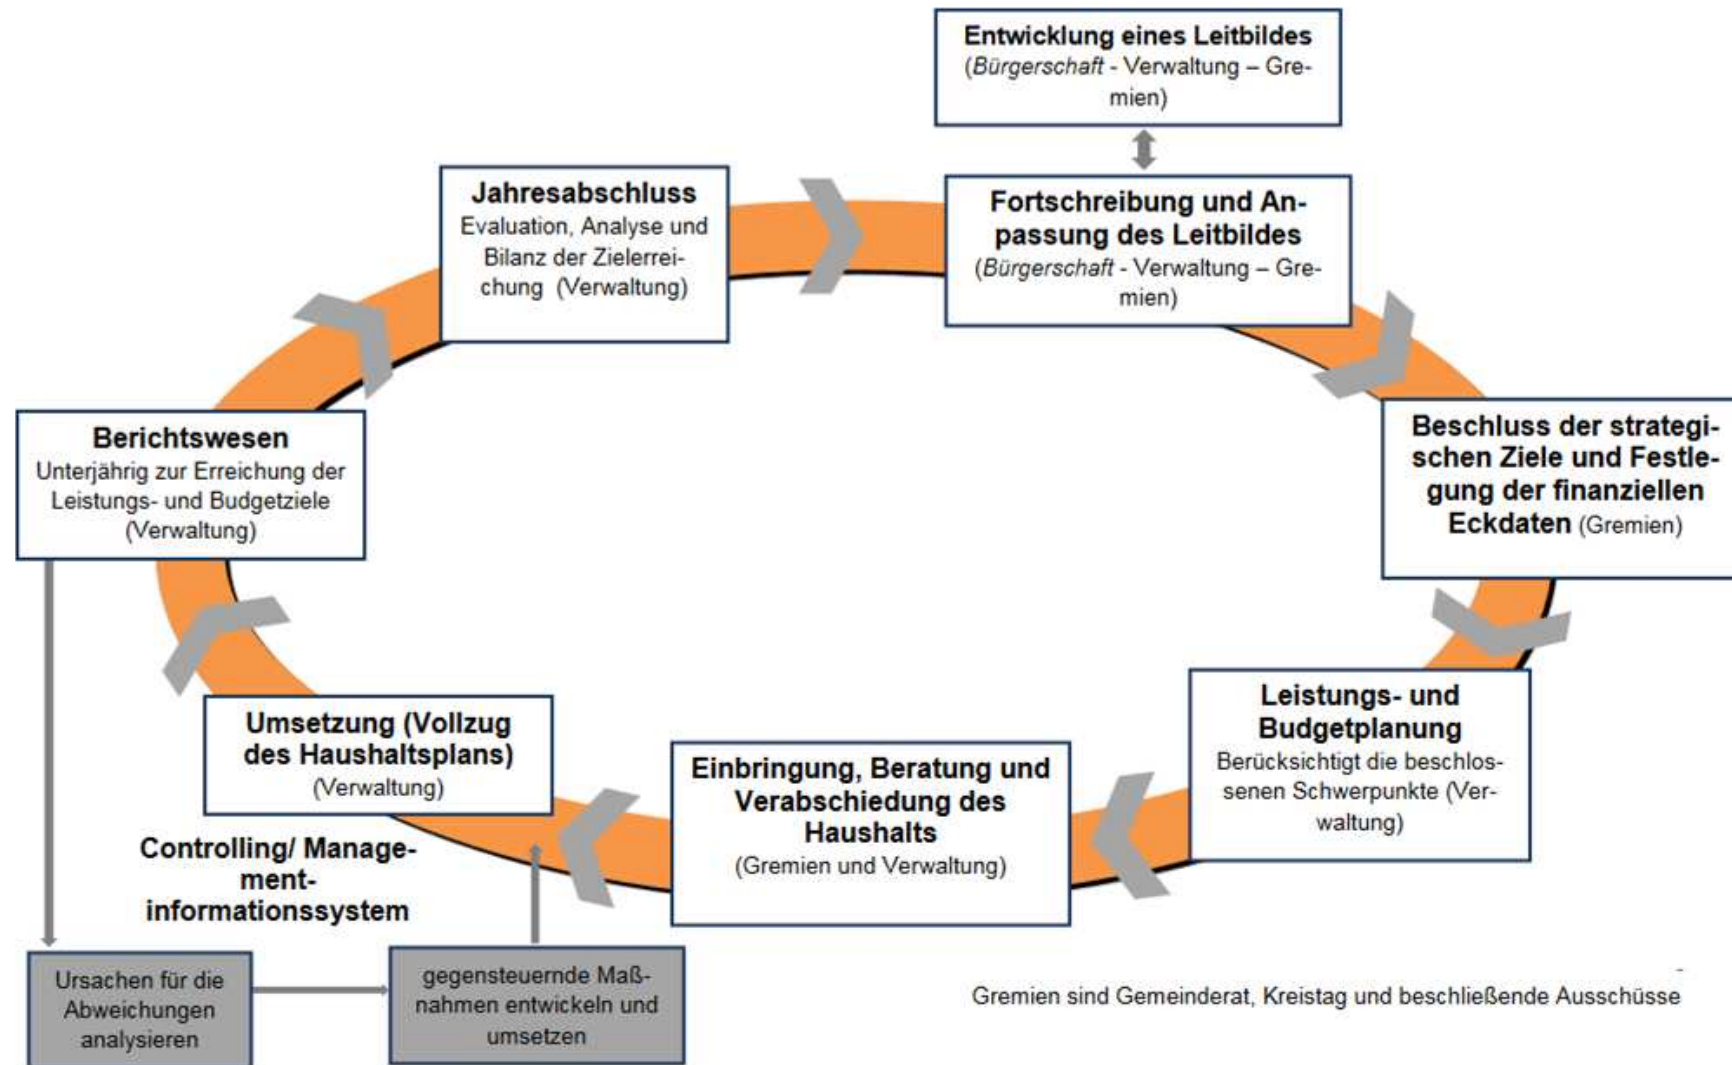 Entwicklung eines Leitbildes
(Bürgerschaft - Verwaltung – Gre-
mien)
Jahresabschluss
Evaluation, Analyse und
Bilanz der Zielerrei-
chung (Verwaltung)
Fortschreibung und An-
passung des Leitbildes
(Bürgerschaft - Verwaltung – Gre-
mien)
Berichtswesen
Unterjährig zur Erreichung der
Leistungs- und Budgetziele
(Verwaltung)
Beschluss der strategi-
schen Ziele und Festle-
gung der finanziellen
Eckdaten (Gremien)
Umsetzung (Vollzug
des Haushaltsplans)
(Verwaltung)
Einbringung, Beratung und
Verabschiedung des
Haushalts
(Gremien und Verwaltung)
Leistungs- und
Budgetplanung
Berücksichtigt die beschlos-
senen Schwerpunkte (Ver-
waltung)
Controlling/ Manage-
ment-
informationssystem
Ursachen für die
Abweichungen
analysieren
gegensteuernde Maß-
nahmen entwickeln und
umsetzen
Gremien sind Gemeinderat, Kreistag und beschließende Ausschüsse